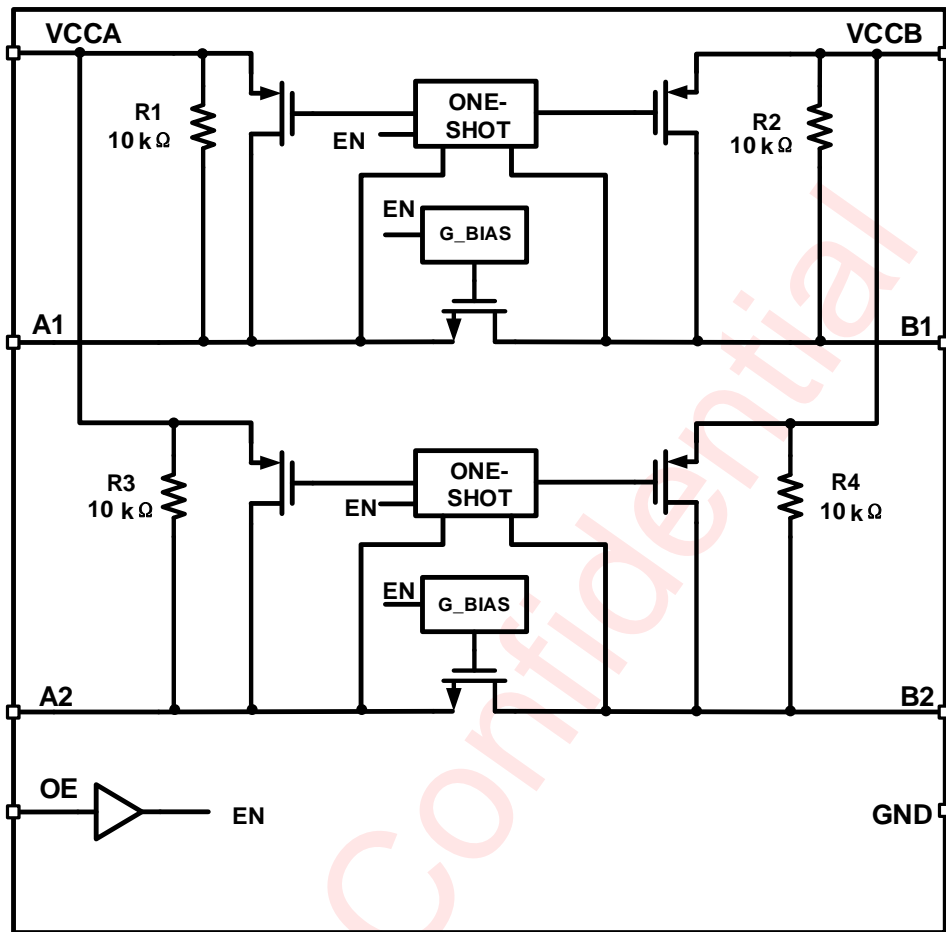 VCCA
VCCB
R1
10 kΩ
ONE-
SHOT
EN
R2
10 kΩ
EN
G_BIAS
A1
B1
R3
10 kΩ
ONE-
SHOT
EN
R4
10 kΩ
EN
G_BIAS
A2
B2
OE
EN
GND
Confidential